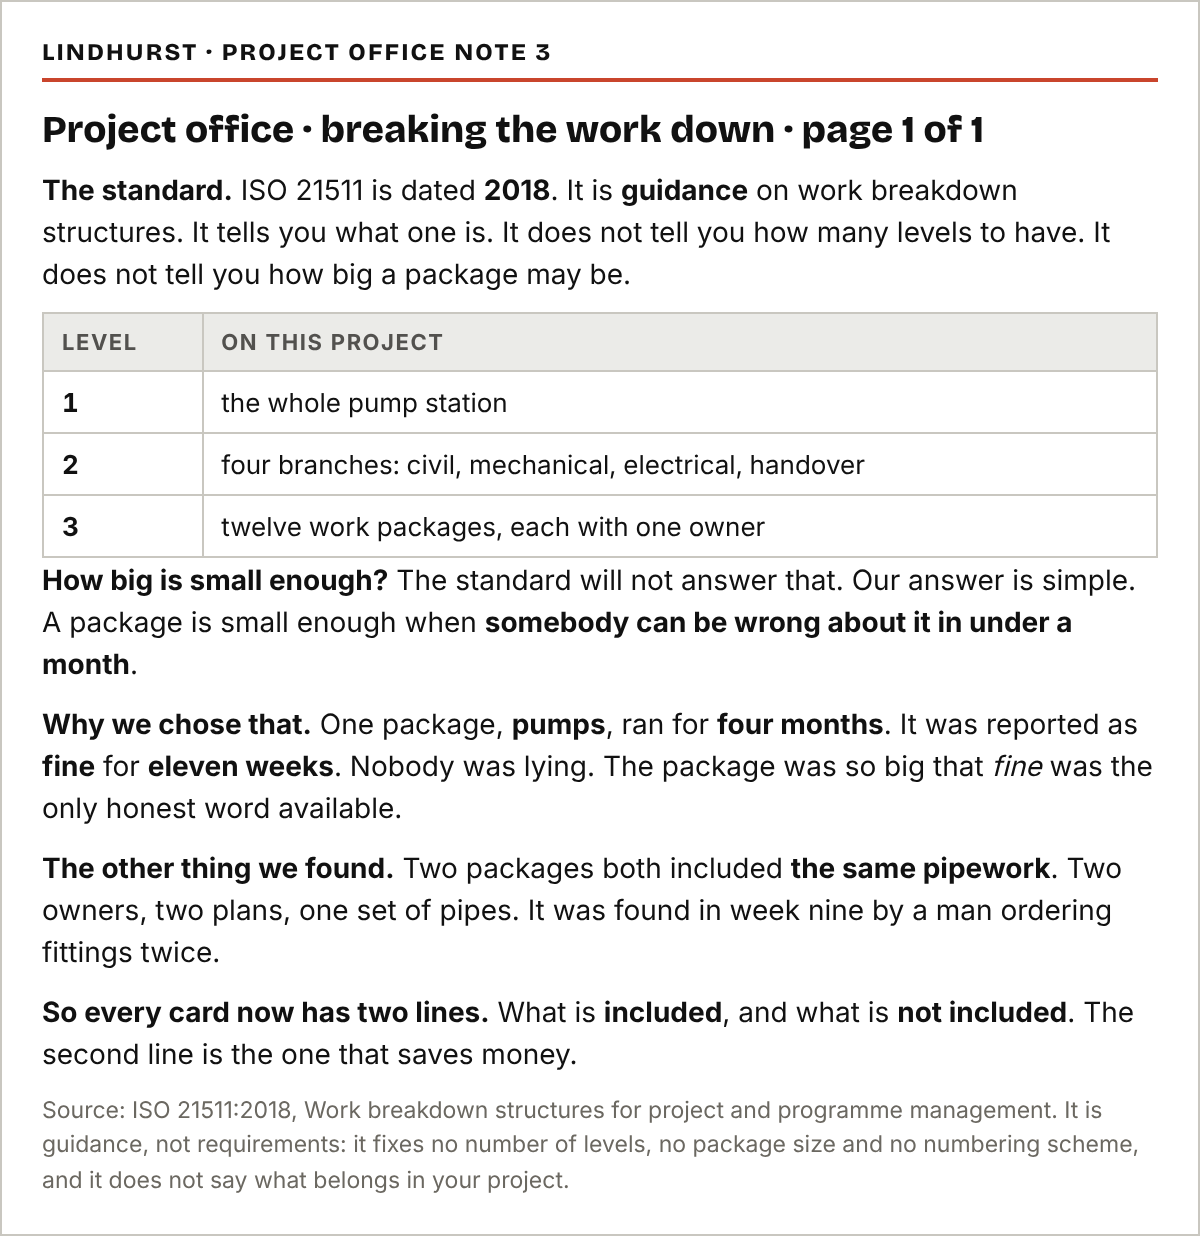 LINDHURST · PROJECT OFFICE NOTE 3
Project office · breaking the work down · page 1 of 1
The standard. ISO 21511 is dated 2018. It is guidance on work breakdown
structures. It tells you what one is. It does not tell you how many levels to have. It
does not tell you how big a package may be.
LEVEL ON THIS PROJECT
1 the whole pump station
2 four branches: civil, mechanical, electrical, handover
3 twelve work packages, each with one owner
How big is small enough? The standard will not answer that. Our answer is simple.
A package is small enough when somebody can be wrong about it in under a
month.
Why we chose that. One package, pumps, ran for four months. It was reported as
fine for eleven weeks. Nobody was lying. The package was so big that fine was the
only honest word available.
The other thing we found. Two packages both included the same pipework. Two
owners, two plans, one set of pipes. It was found in week nine by a man ordering
fittings twice.
So every card now has two lines. What is included, and what is not included. The
second line is the one that saves money.
Source: ISO 21511:2018, Work breakdown structures for project and programme management. It is
guidance, not requirements: it fixes no number of levels, no package size and no numbering scheme,
and it does not say what belongs in your project.